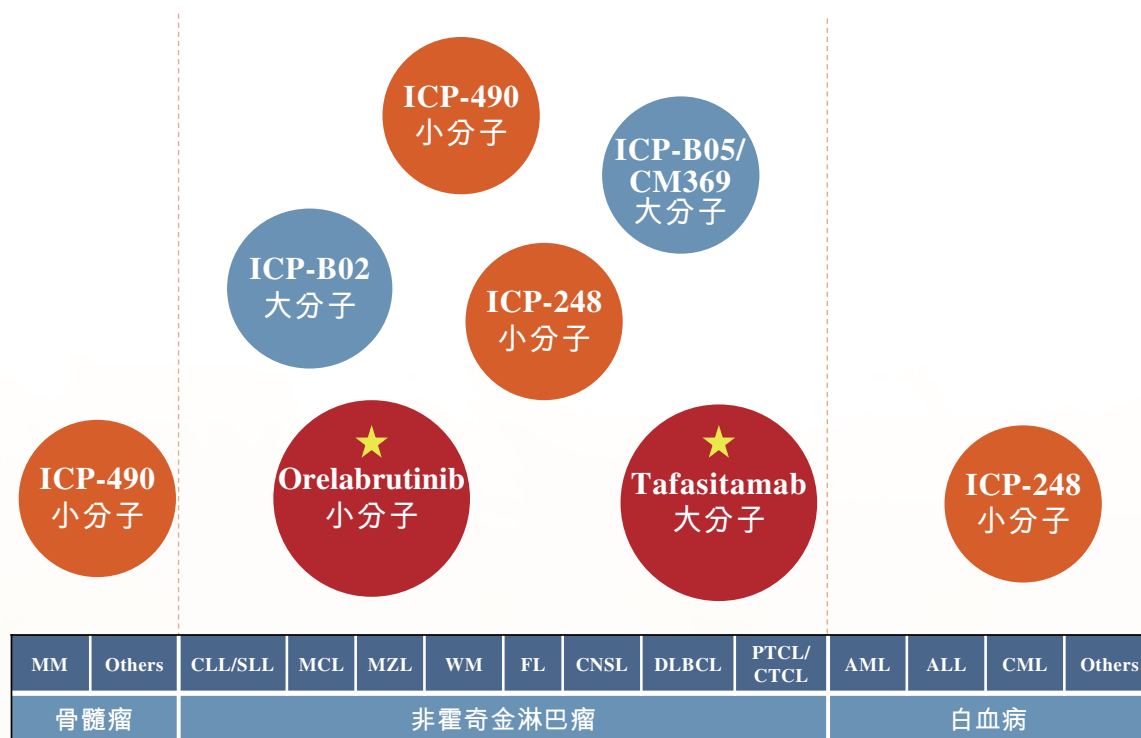 ICP-490
小分子
ICP-B05/
CM369
大分子
ICP-B02
大分子
ICP-248
小分子
ICP-490
小分子
Orelabrutinib
小分子
Tafasitamab
大分子
ICP-248
小分子
MM Others CLL/SLL MCL MZL WM FL CNSL DLBCL PTCL/ CTCL AML ALL CML Others
骨髓瘤 非霍奇金淋巴瘤 白血病